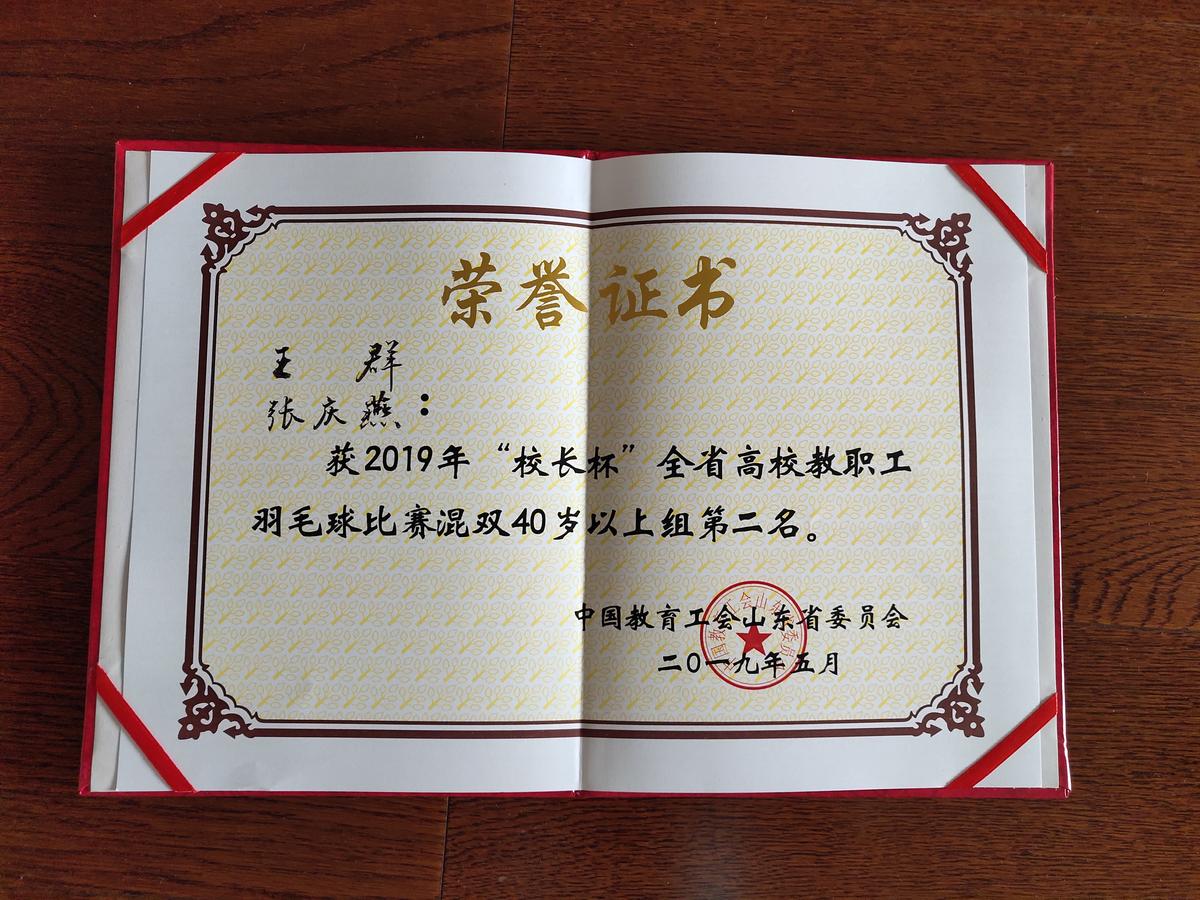 荣誉证书
王 群
张庆燕：
获2019年“校长杯”全省高校教职工
羽毛球比赛混双40岁以上组第二名。
中国教育工会山东省委员会
二〇一九年五月